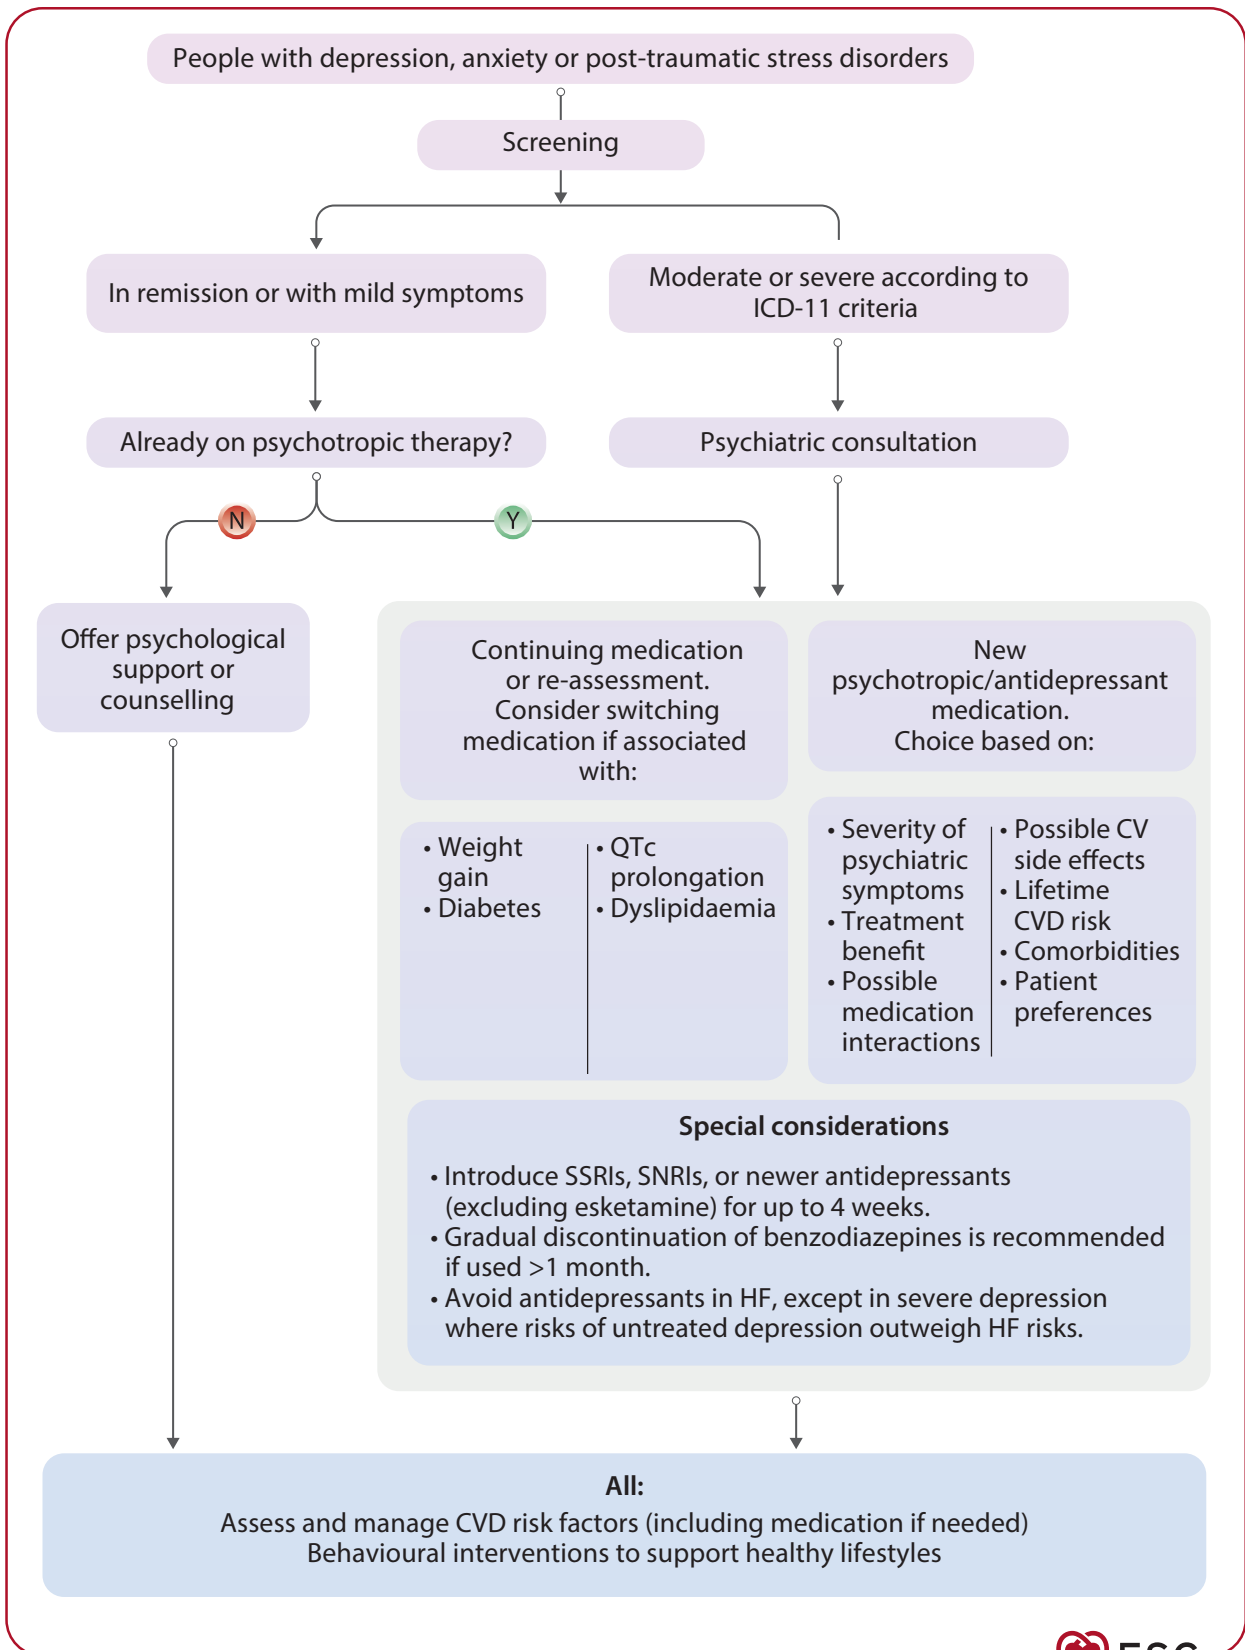 People with depression, anxiety or post-traumatic stress disorders
Screening
In remission or with mild symptoms
Moderate or severe according to
ICD-11 criteria
Already on psychotropic therapy?
Psychiatric consultation
N
Y
Offer psychological
support or
counselling
Continuing medication
or re-assessment.
Consider switching
medication if associated
with:
• Weight
gain
• Diabetes
• QTc
prolongation
• Dyslipidaemia
New
psychotropic/antidepressant
medication.
Choice based on:
• Severity of
psychiatric
symptoms
• Treatment
benefit
• Possible
medication
interactions
• Possible CV
side effects
• Lifetime
CVD risk
• Comorbidities
• Patient
preferences
Special considerations
• Introduce SSRIs, SNRIs, or newer antidepressants
(excluding esketamine) for up to 4 weeks.
• Gradual discontinuation of benzodiazepines is recommended
if used >1 month.
• Avoid antidepressants in HF, except in severe depression
where risks of untreated depression outweigh HF risks.
All:
Assess and manage CVD risk factors (including medication if needed)
Behavioural interventions to support healthy lifestyles
ESC